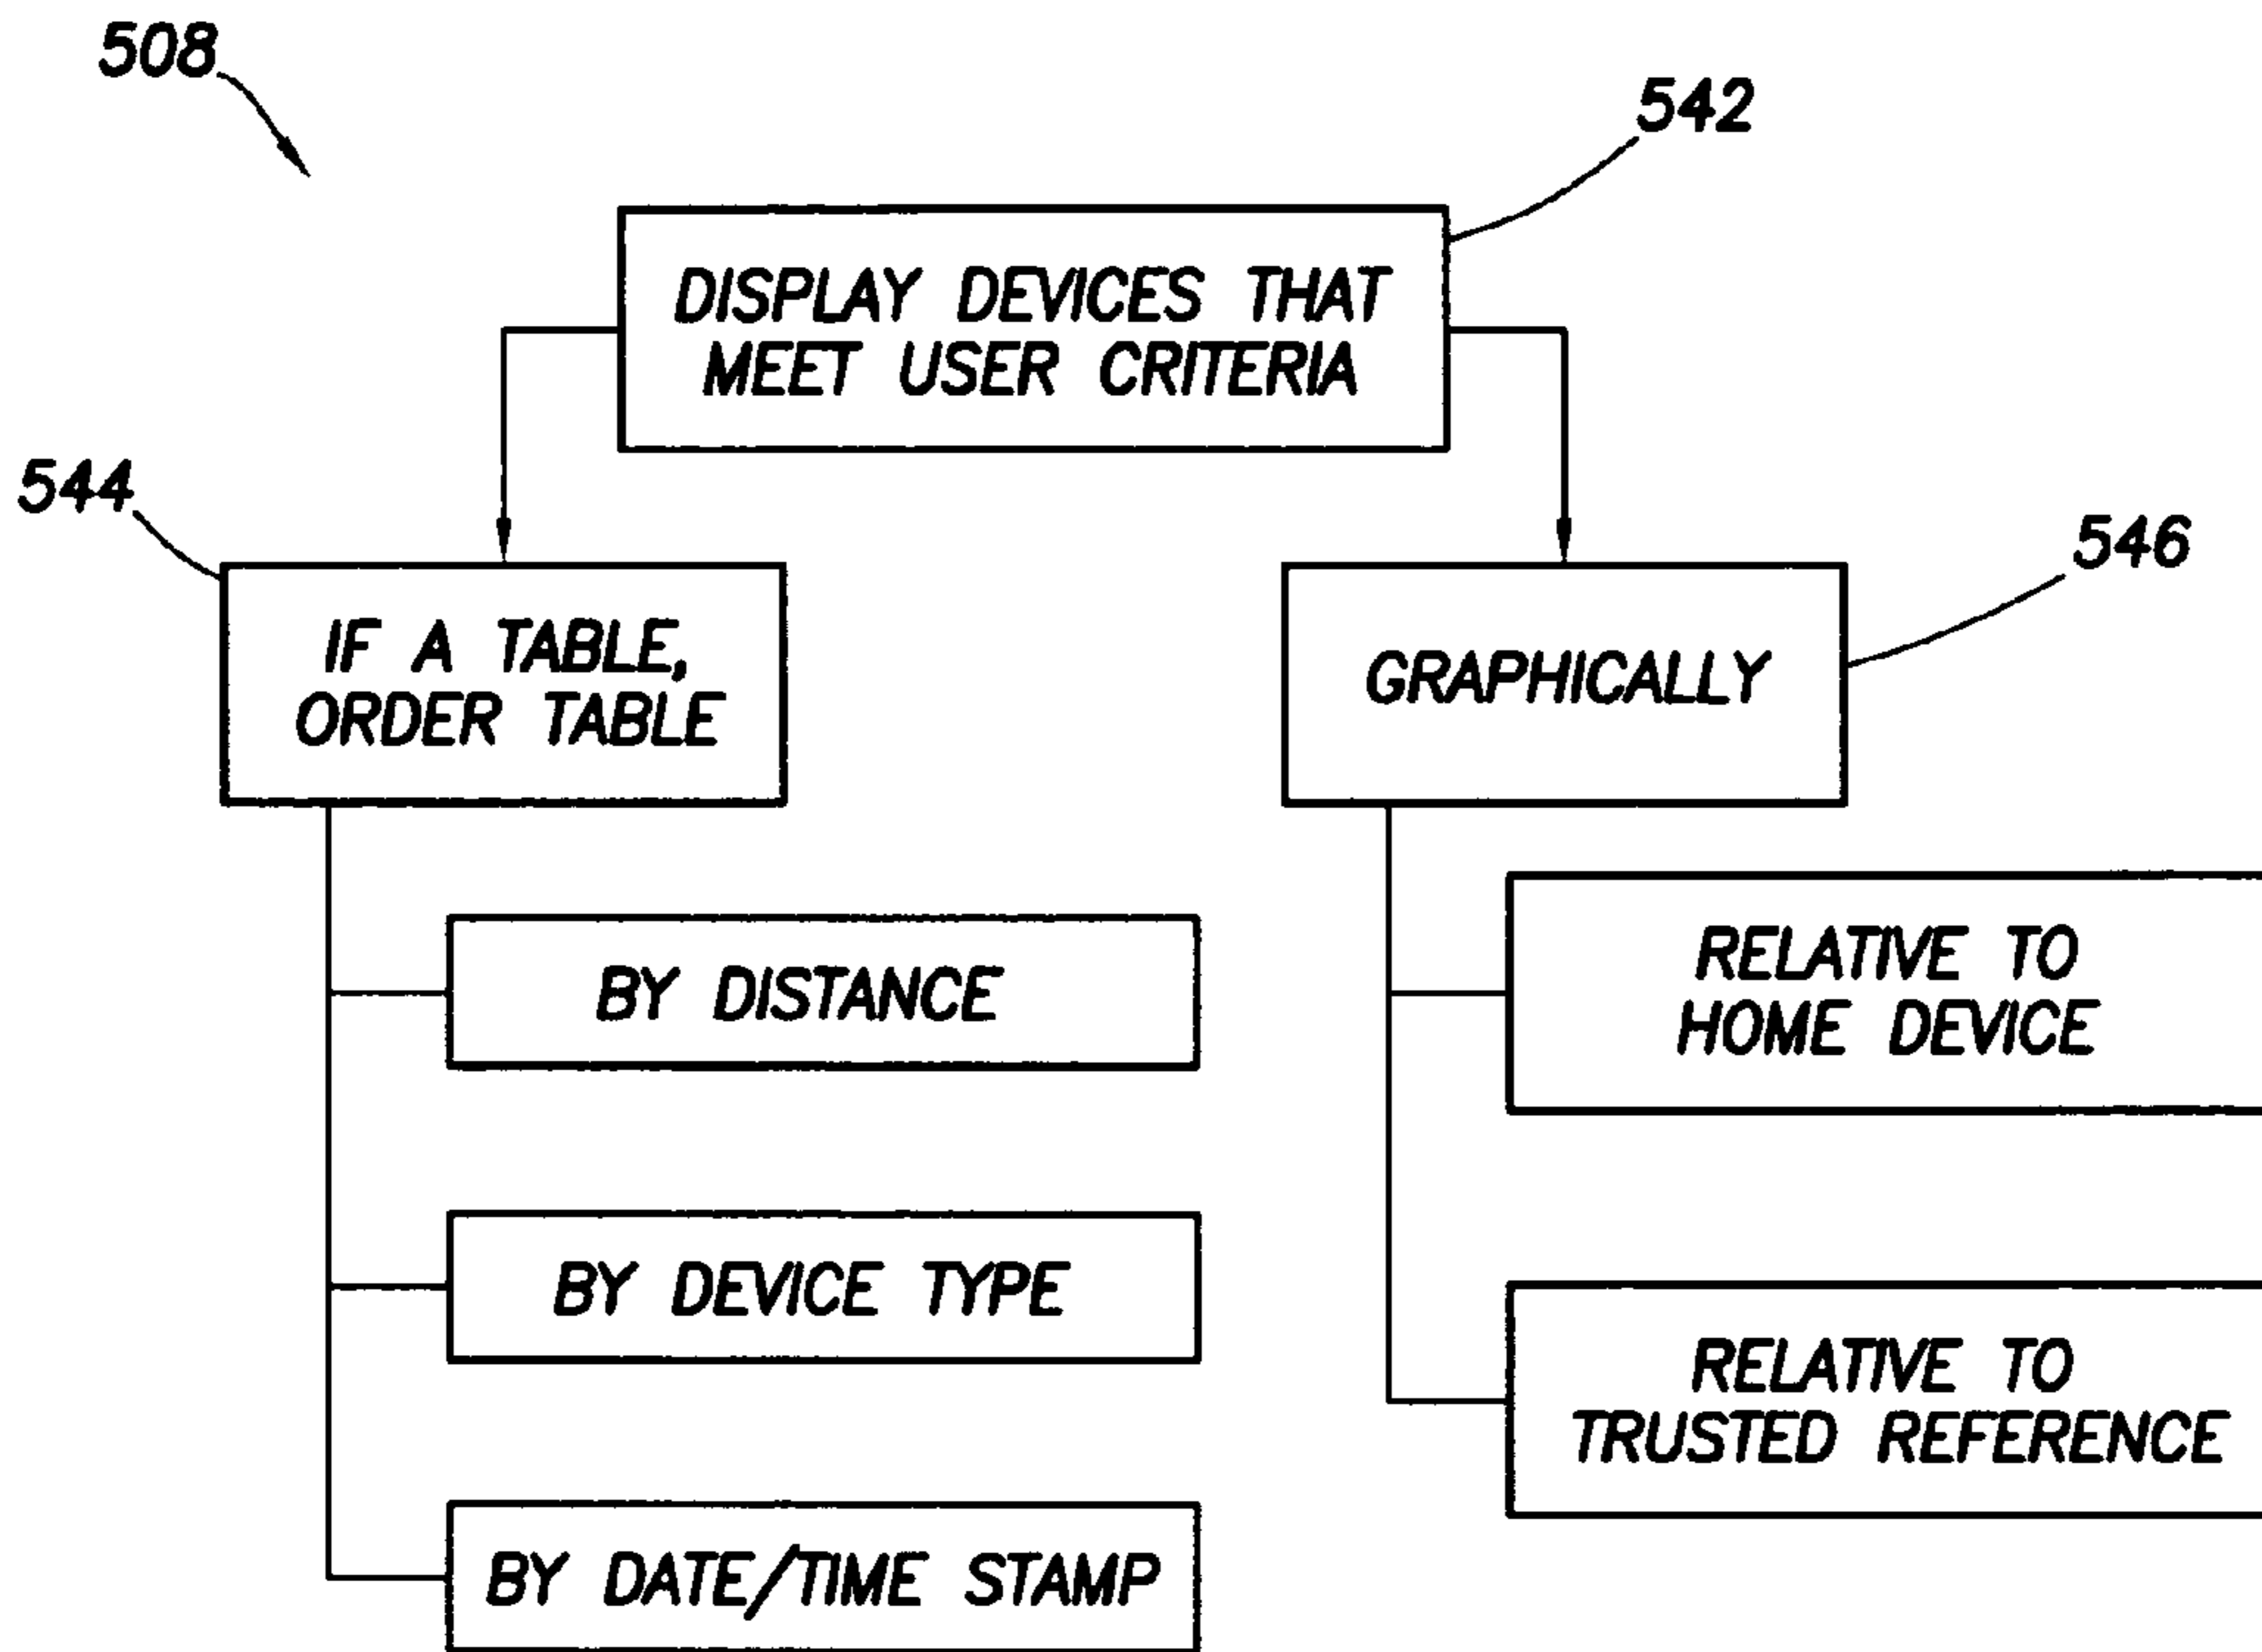 508
542
DISPLAY DEVICES THAT
MEET USER CRITERIA
544
546
IF A TABLE,
ORDER TABLE
GRAPHICALLY
BY DISTANCE
RELATIVE TO
HOME DEVICE
BY DEVICE TYPE
RELATIVE TO
TRUSTED REFERENCE
BY DATE/TIME STAMP